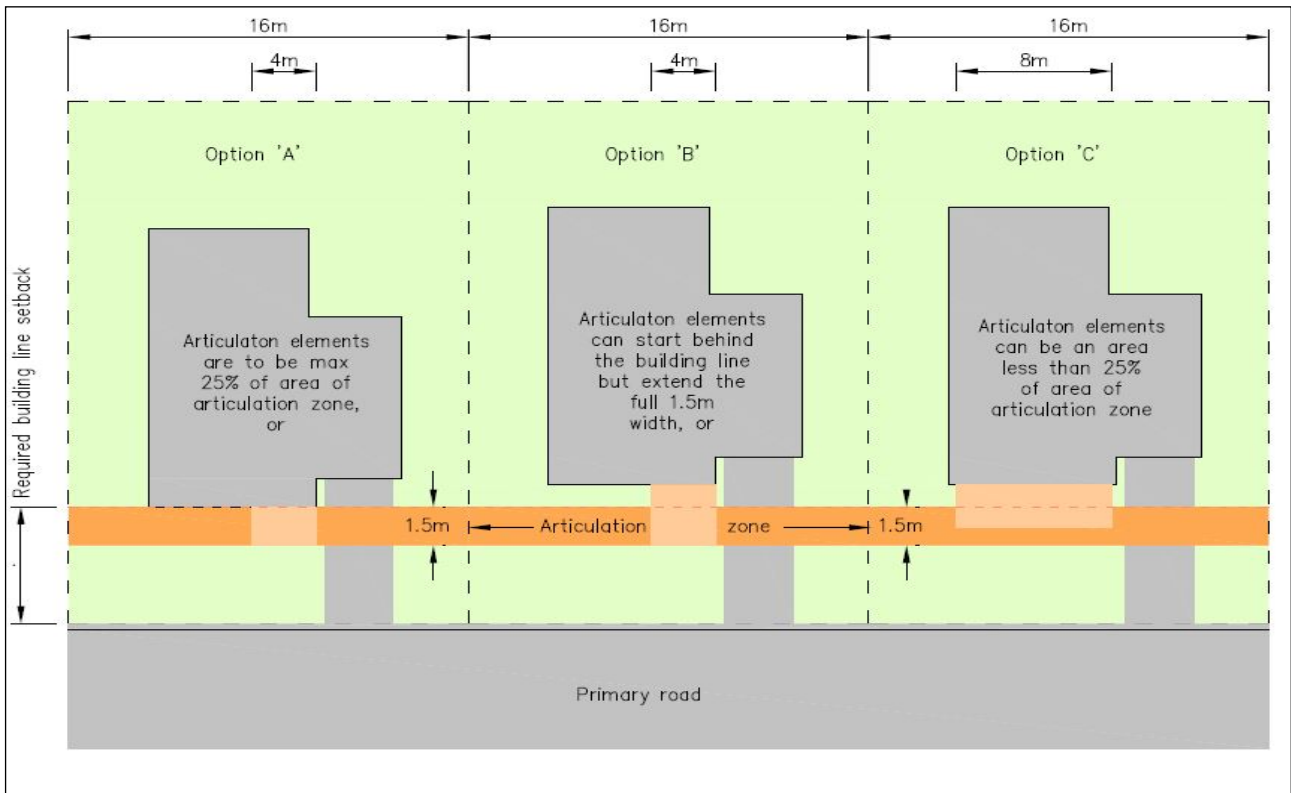 16m
16m
16m
4m
4m
8m
Option 'A'
Option 'B'
Option 'C'
Articulaton elements
are to be max
25% of area of
articulation zone,
or
Articulaton elements
can start behind
the building line
but extend the
full 1.5m
width, or
Articulaton elements
can be an area
less than 25%
of area of
articulation zone
Required building line setback
1.5m
Articulation zone
1.5m
Primary road